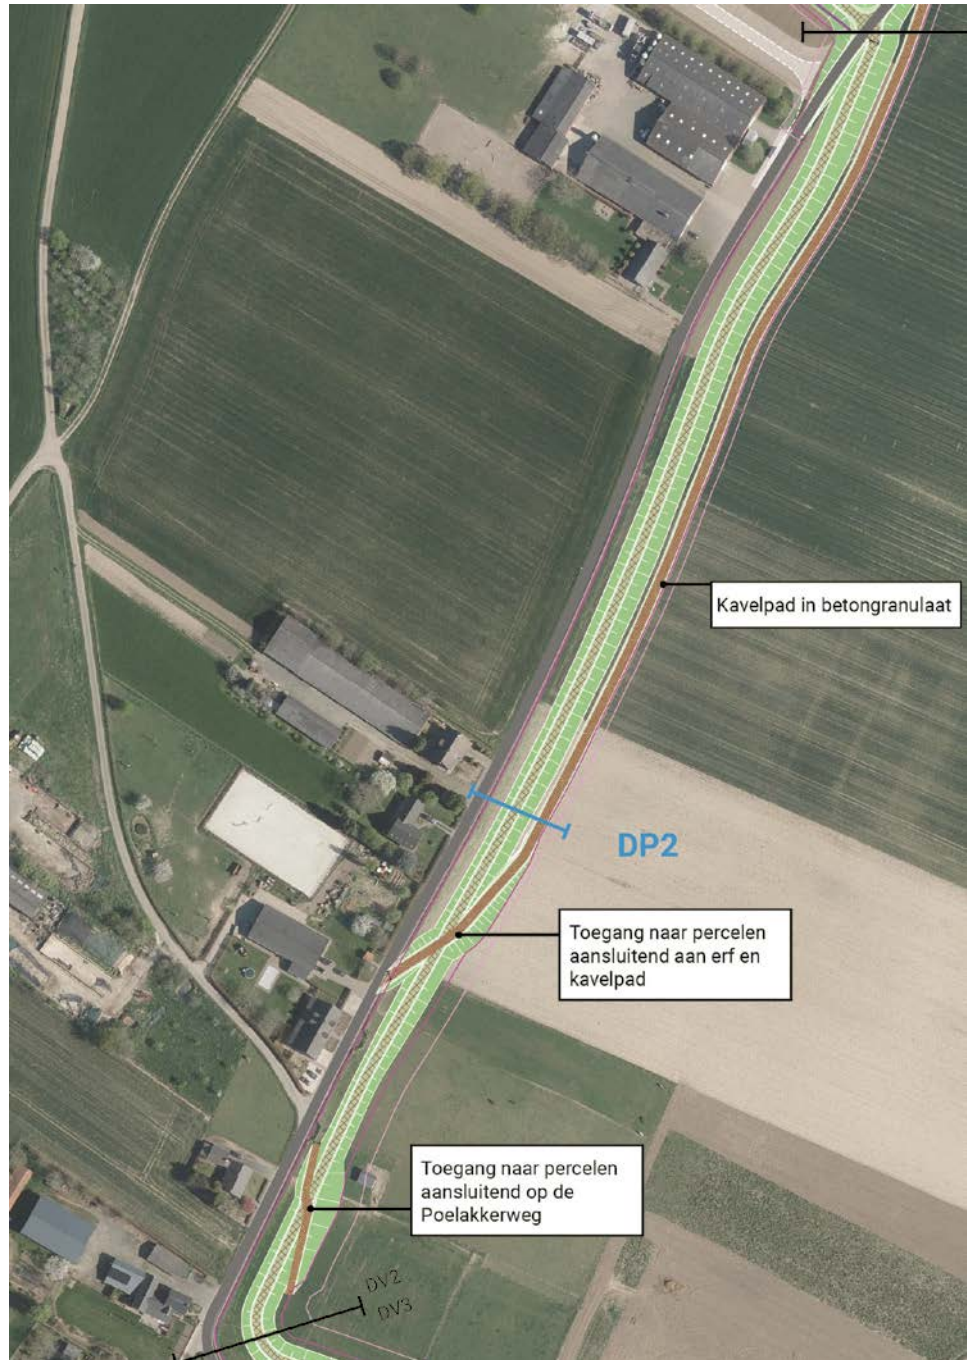 Kavelpad in betongranulaat
DP2
Toegang naar percelen
aansluitend aan erf en
kavelpad
Toegang naar percelen
aansluitend op de
Poelakkerweg
DV2
DV3